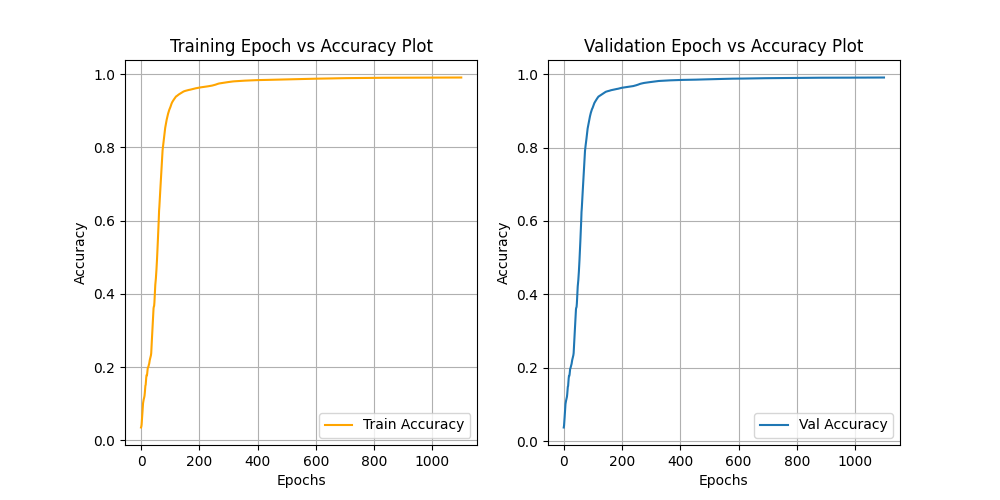 Training Epoch vs Accuracy Plot
1.0
0.8
0.6
0.4
0.2
0.0
Accuracy
Train Accuracy
0 200 400 600 800 1000
Epochs
Validation Epoch vs Accuracy Plot
1.0
0.8
0.6
0.4
0.2
0.0
Accuracy
Val Accuracy
0 200 400 600 800 1000
Epochs